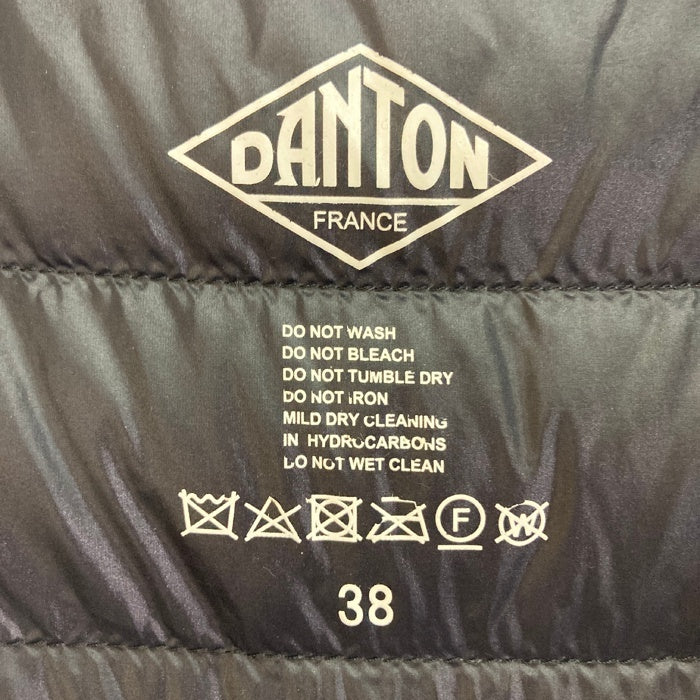 DANTON
FRANCE
DO NOT WASH
DO NOT BLEACH
DO NOT TUMBLE DRY
DO NOT IRON
MILD DRY CLEANING
IN HYDROCARBONS
DO NOT WET CLEAN
F W
38